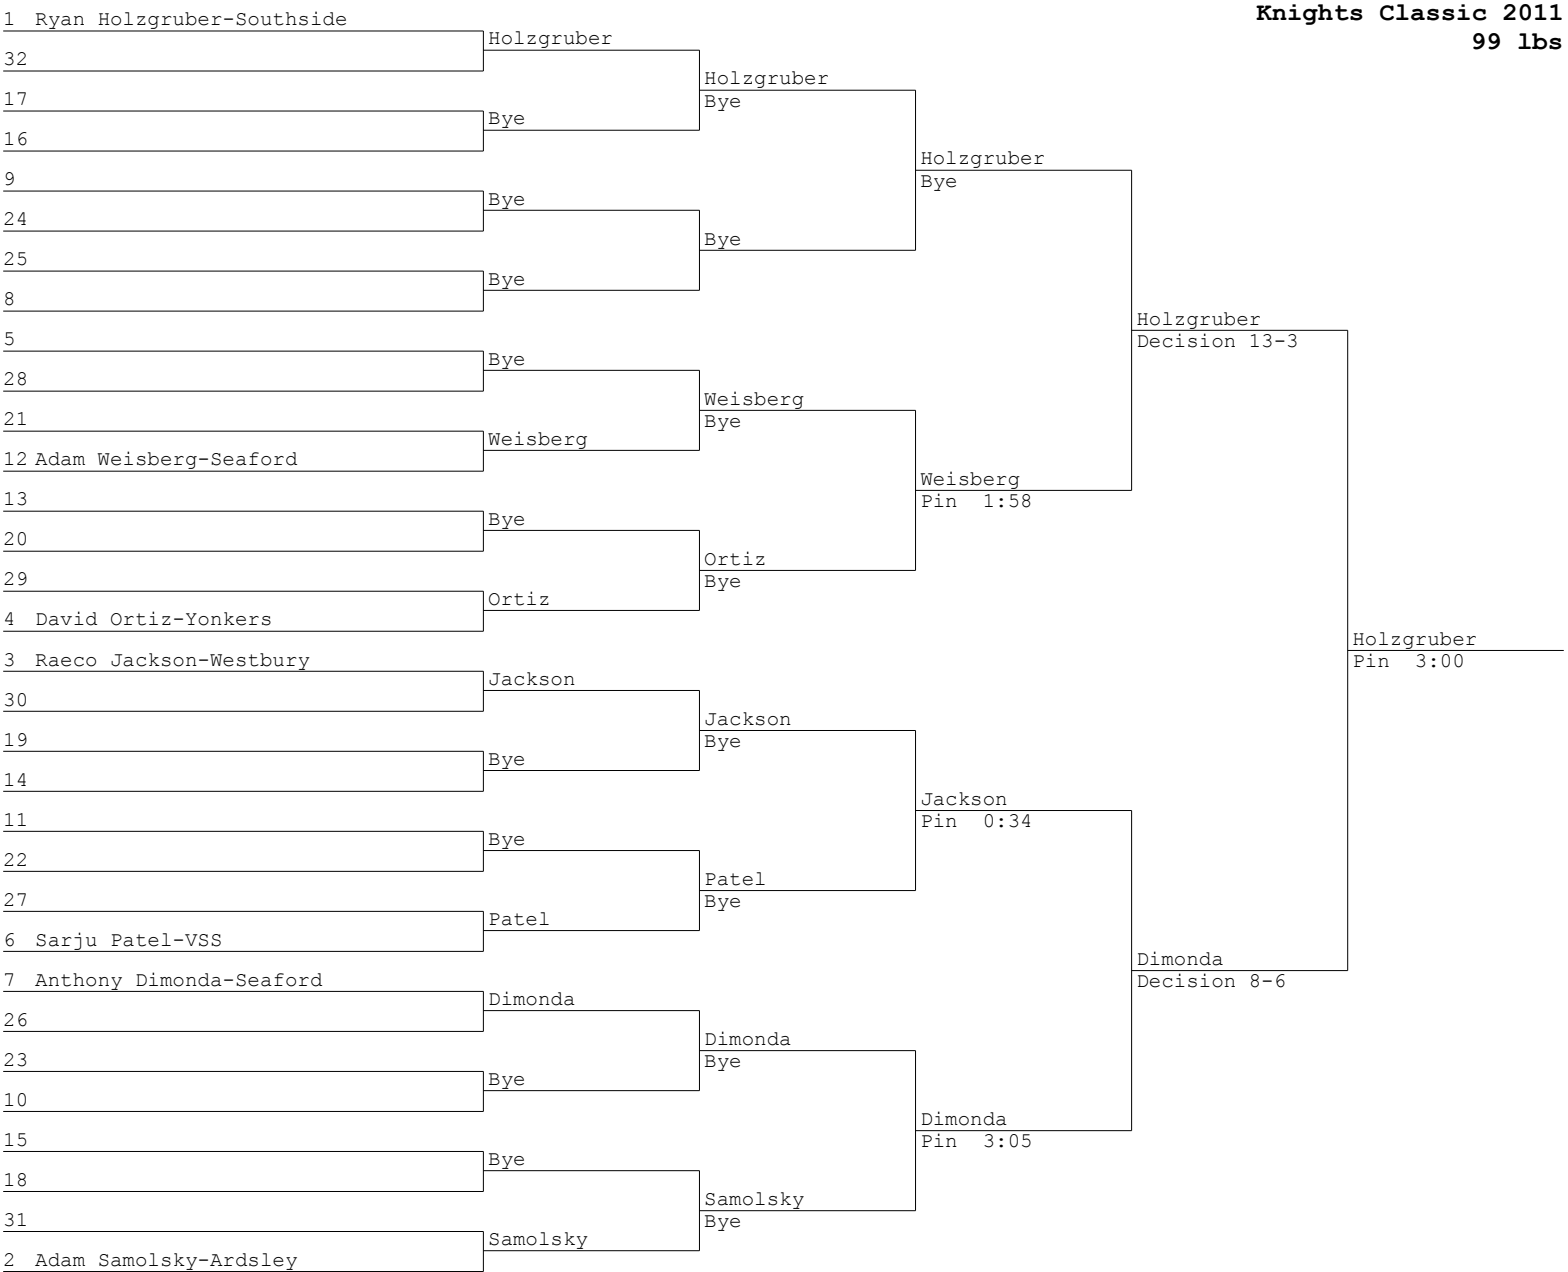 Knights Classic 2011
99 lbs
1 Ryan Holzgruber-Southside
32
17
16
9
24
25
8
5
28
21
12 Adam Weisberg-Seaford
13
20
29
4 David Ortiz-Yonkers
3 Raeco Jackson-Westbury
30
19
14
11
22
27
6 Sarju Patel-VSS
7 Anthony Dimonda-Seaford
26
23
10
15
18
31
2 Adam Samolsky-Ardsley
Holzgruber
Bye
Bye
Bye
Bye
Weisberg
Bye
Ortiz
Jackson
Bye
Bye
Patel
Dimonda
Bye
Bye
Samolsky
Holzgruber
Bye
Bye
Weisberg
Bye
Ortiz
Bye
Jackson
Bye
Patel
Bye
Dimonda
Bye
Samolsky
Bye
Holzgruber
Bye
Weisberg
Pin 1:58
Jackson
Pin 0:34
Dimonda
Pin 3:05
Holzgruber
Decision 13-3
Dimonda
Decision 8-6
Holzgruber
Pin 3:00